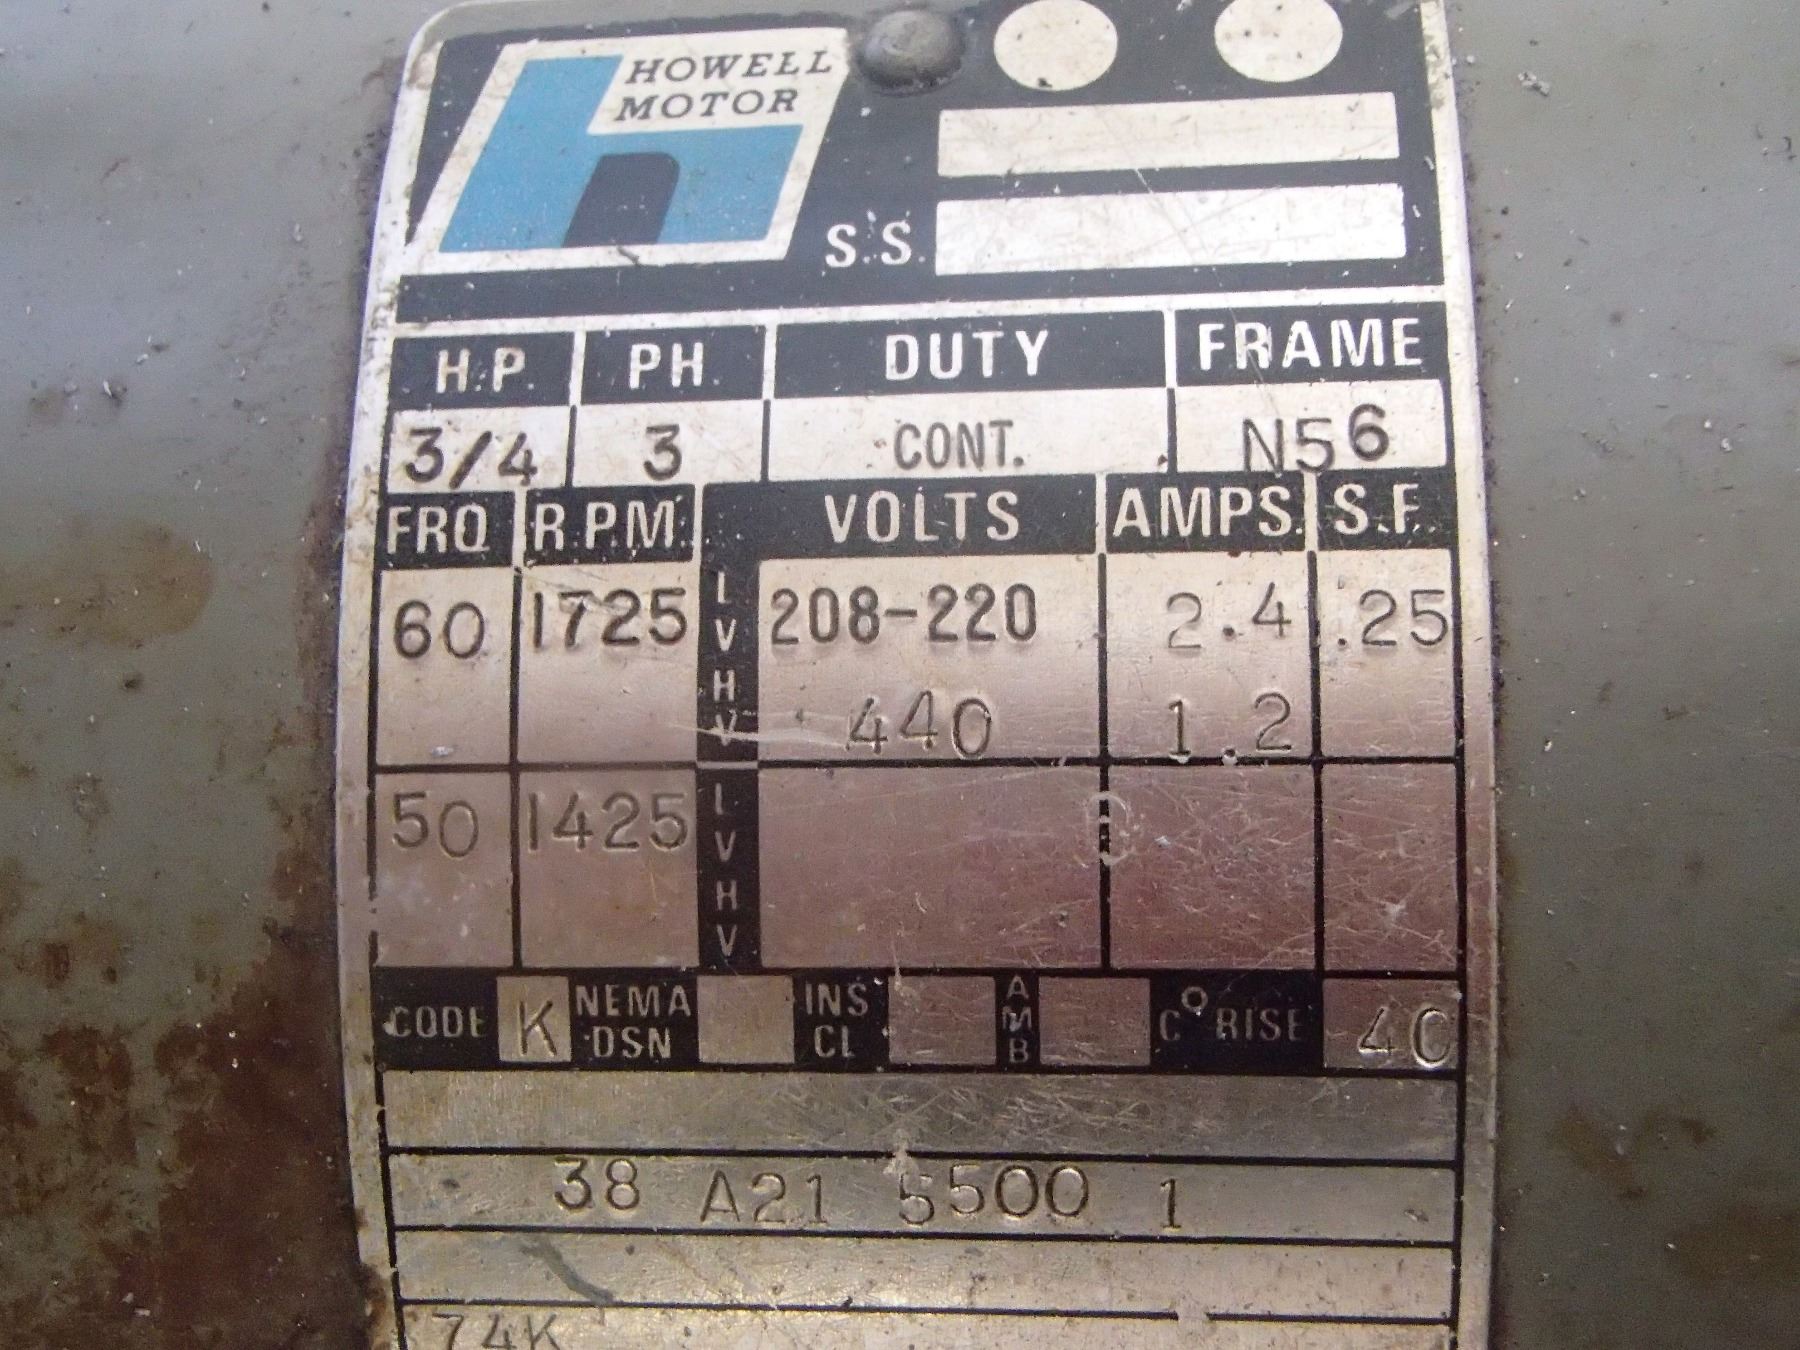 HOWELL
MOTOR
S.S.
H.P. PH. DUTY FRAME
3/4 3 CONT. N56
FRQ R.P.M. VOLTS AMPS. S.F.
60 1725 LV 208-220 2.4 .25
HV 440 1.2
50 1425 LV
HV
CODE K NEMA DSN INS CL AMB C° RISE 40
38 A21 5500 1
74K